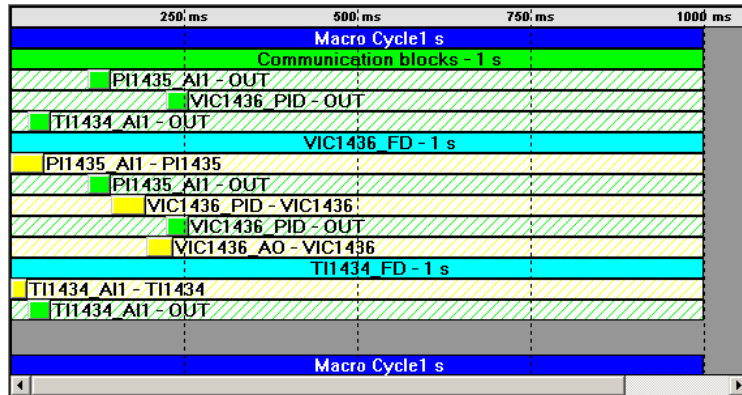 250 ms 500 ms 750 ms 1000 ms
Macro Cycle1 s
Communication blocks - 1 s
PI1435_AI1 - OUT
VIC1436_PID - OUT
TI1434_AI1 - OUT
VIC1436_FD - 1 s
PI1435_AI1 - PI1435
PI1435_AI1 - OUT
VIC1436_PID - VIC1436
VIC1436_PID - OUT
VIC1436_AO - VIC1436
TI1434_FD - 1 s
TI1434_AI1 - TI1434
TI1434_AI1 - OUT
Macro Cycle1 s